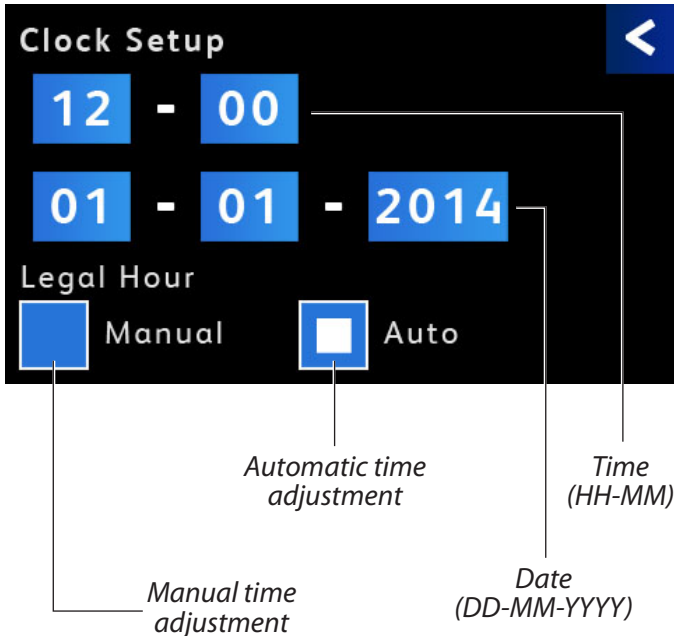 Clock Setup <
12 - 00
01 - 01 - 2014
Legal Hour
Manual Auto
Automatic time
adjustment
Time
(HH-MM)
Manual time
adjustment
Date
(DD-MM-YYYY)